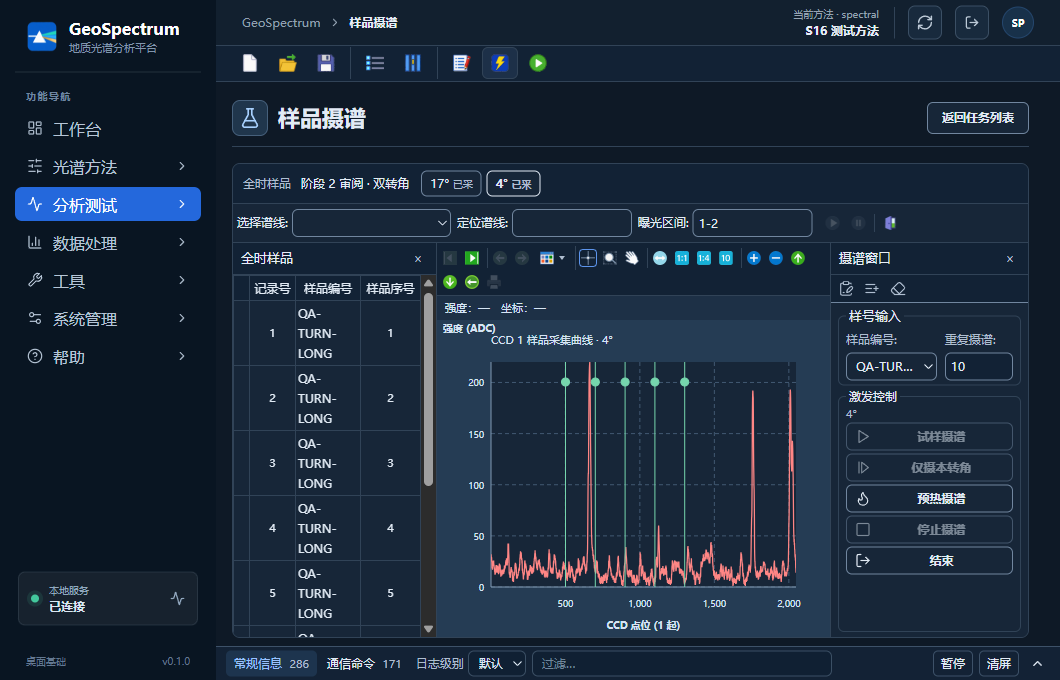 GeoSpectrum
地质光谱分析平台
功能导航
工作台
光谱方法
分析测试
数据处理
工具
系统管理
帮助
本地服务
已连接
桌面基础 v0.1.0
GeoSpectrum > 样品摄谱
当前方法 · spectral
S16 测试方法
SP
样品摄谱
返回任务列表
全时样品 阶段 2 审阅 · 双转角 17° 已采 4° 已采
选择谱线: 定位谱线: 曝光区间: 1-2
全时样品 ×
记录号 样品编号 样品序号
1 QA-TURN-LONG 1
2 QA-TURN-LONG 2
3 QA-TURN-LONG 3
4 QA-TURN-LONG 4
5 QA-TURN-LONG 5
1:1 1:4 10
强度: — 坐标: —
强度 (ADC)
CCD 1 样品采集曲线 · 4°
200
150
100
50
0
500 1,000 1,500 2,000
CCD 点位 (1 起)
摄谱窗口 ×
样号输入
样品编号: 重复摄谱:
QA-TUR... 10
激发控制
4°
试样摄谱
仅摄本转角
预热摄谱
停止摄谱
结束
常规信息 286 通信命令 171 日志级别 默认 过滤... 暂停 清屏